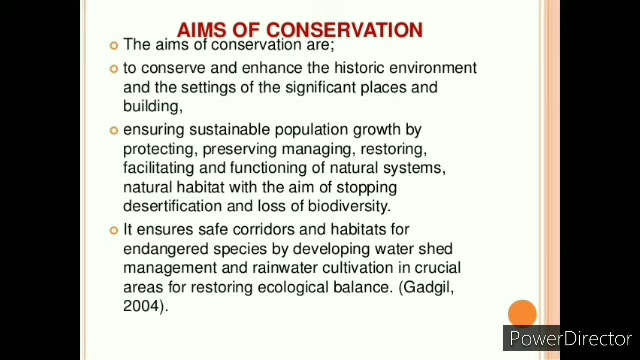 AIMS OF CONSERVATION
The aims of conservation are;
to conserve and enhance the historic environment
and the settings of the significant places and
building,
ensuring sustainable population growth by
protecting, preserving managing, restoring,
facilitating and functioning of natural systems,
natural habitat with the aim of stopping
desertification and loss of biodiversity.
It ensures safe corridors and habitats for
endangered species by developing water shed
management and rainwater cultivation in crucial
areas for restoring ecological balance. (Gadgil,
2004).
PowerDirector